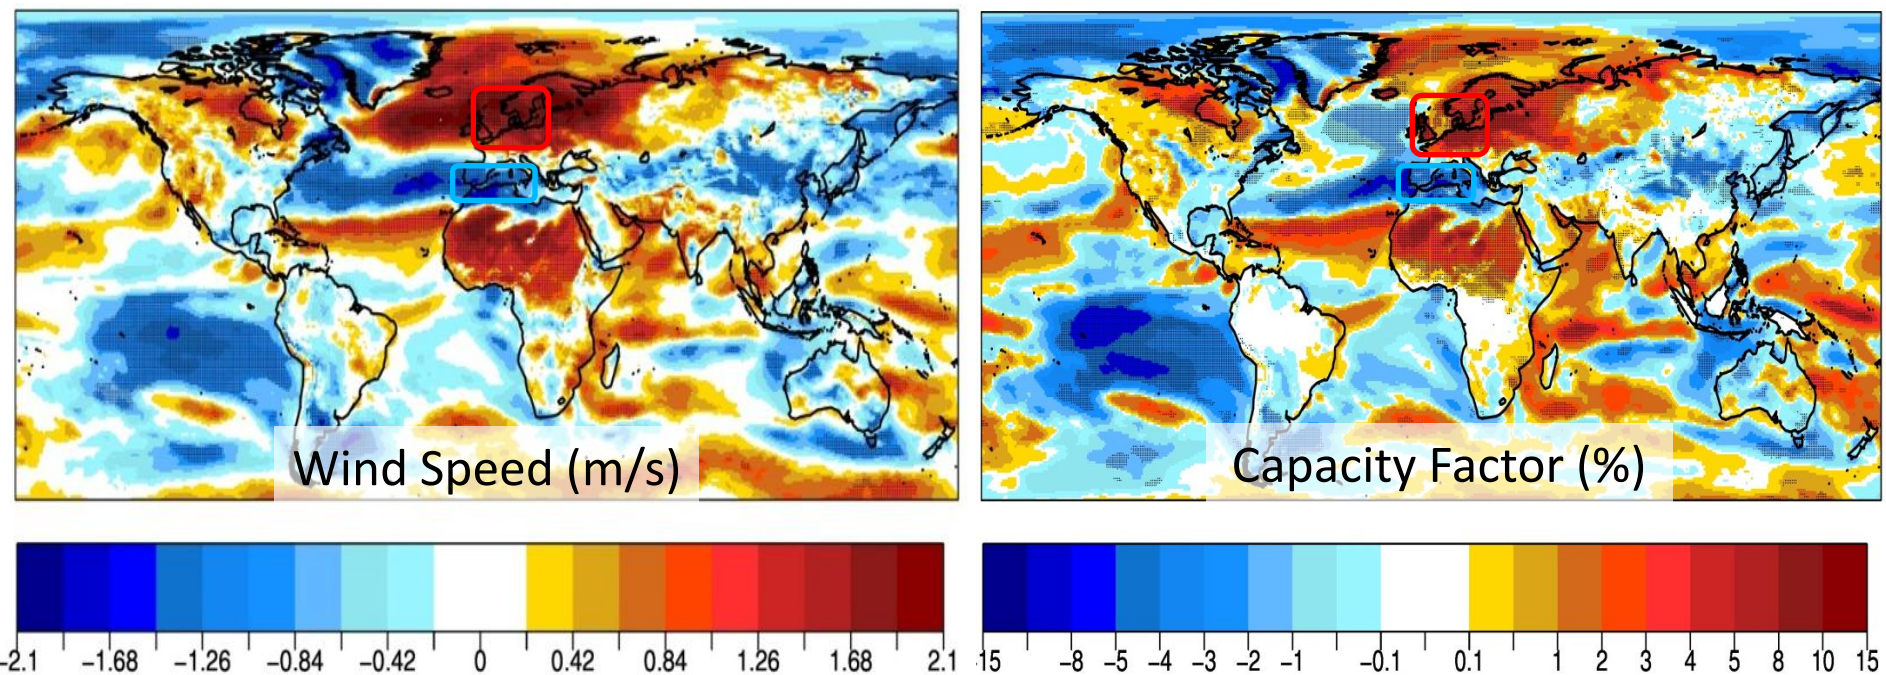 Wind Speed (m/s)
Capacity Factor (%)
-2.1 -1.68 -1.26 -0.84 -0.42 0 0.42 0.84 1.26 1.68 2.1
-15 -8 -5 -4 -3 -2 -1 -0.1 0.1 1 2 3 4 5 8 10 15